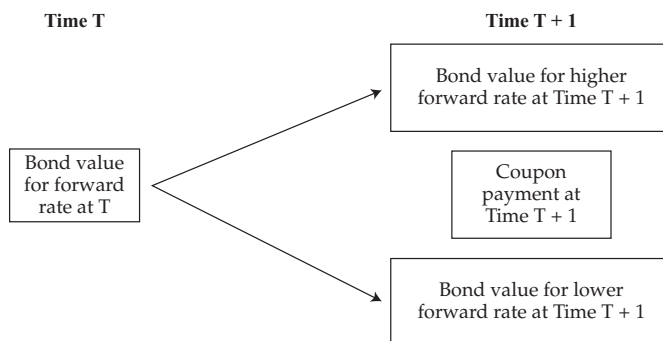 Time T
Time T + 1
Bond value for higher
forward rate at Time T + 1
Bond value
for forward
rate at T
Coupon
payment at
Time T + 1
Bond value for lower
forward rate at Time T + 1